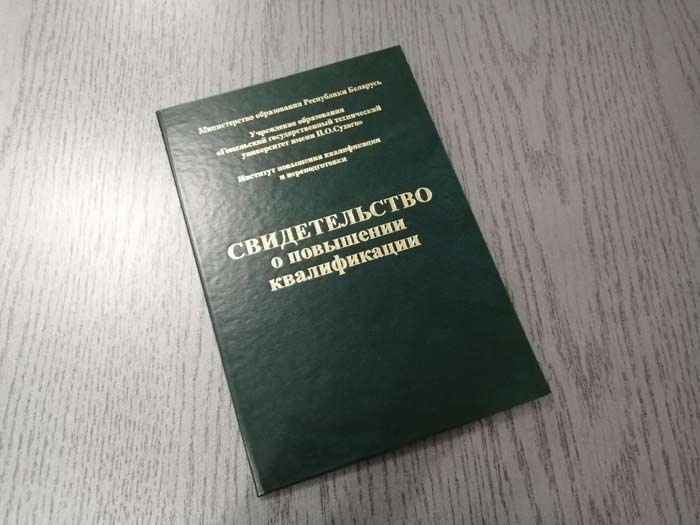 Министерство образования Республики Беларусь
Учреждение образования
«Гомельский государственный технический
университет имени П.О.Сухого»
Институт повышения квалификации
и переподготовки
СВИДЕТЕЛЬСТВО
о повышении
квалификации